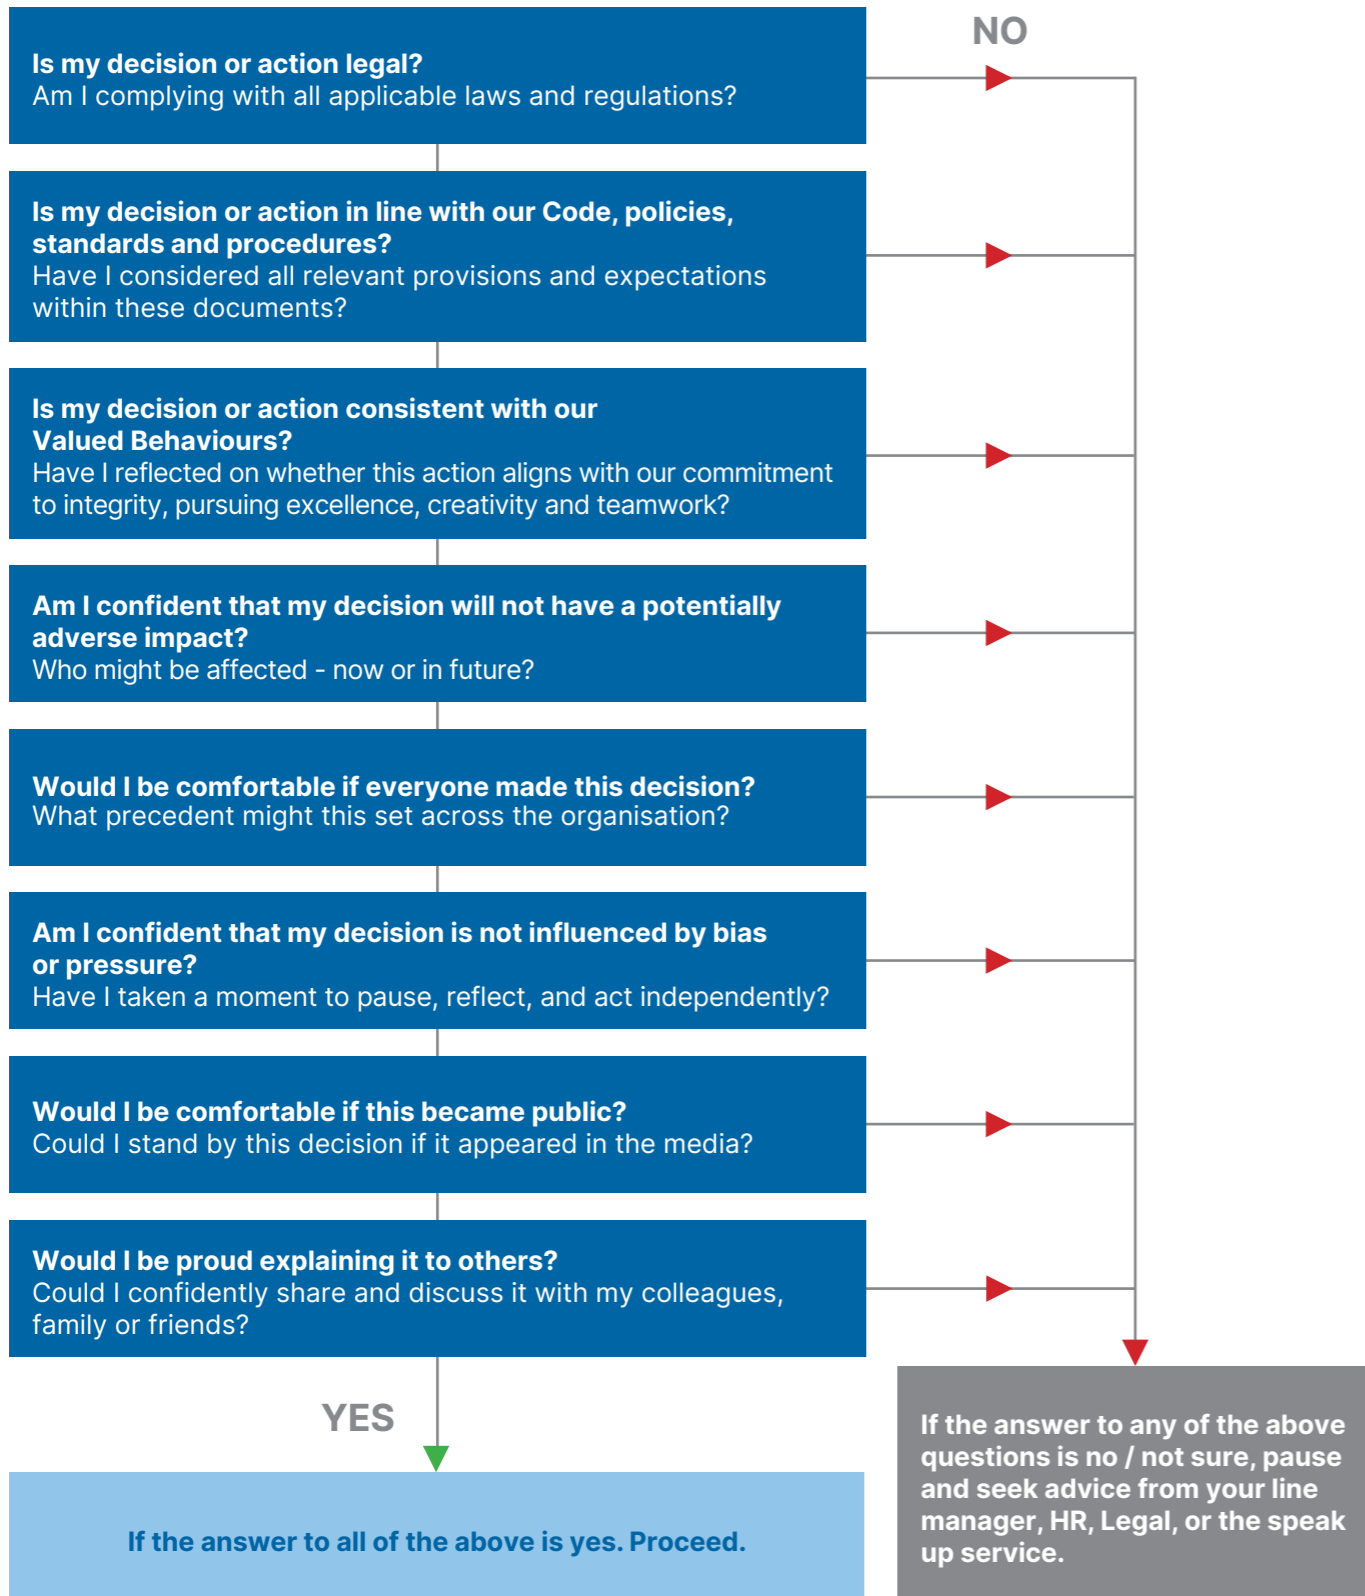 NO
Is my decision or action legal?
Am I complying with all applicable laws and regulations?
Is my decision or action in line with our Code, policies,
standards and procedures?
Have I considered all relevant provisions and expectations
within these documents?
Is my decision or action consistent with our
Valued Behaviours?
Have I reflected on whether this action aligns with our commitment
to integrity, pursuing excellence, creativity and teamwork?
Am I confident that my decision will not have a potentially
adverse impact?
Who might be affected - now or in future?
Would I be comfortable if everyone made this decision?
What precedent might this set across the organisation?
Am I confident that my decision is not influenced by bias
or pressure?
Have I taken a moment to pause, reflect, and act independently?
Would I be comfortable if this became public?
Could I stand by this decision if it appeared in the media?
Would I be proud explaining it to others?
Could I confidently share and discuss it with my colleagues,
family or friends?
YES
If the answer to all of the above is yes. Proceed.
If the answer to any of the above
questions is no / not sure, pause
and seek advice from your line
manager, HR, Legal, or the speak
up service.